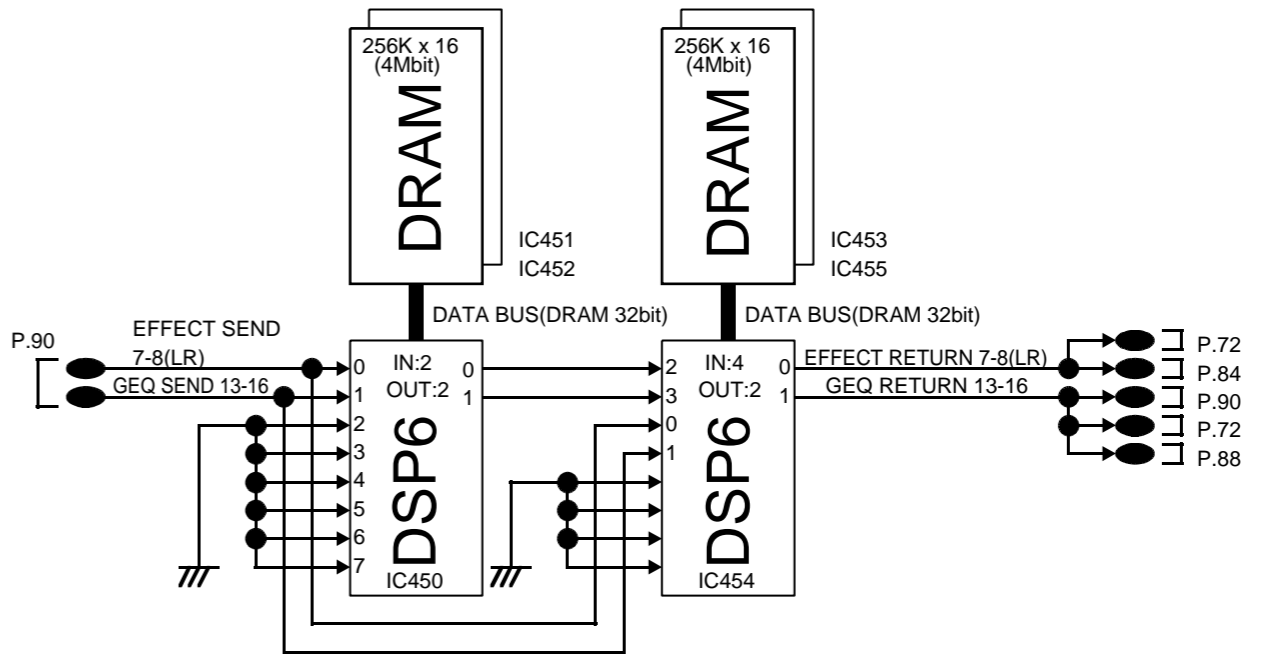 256K x 16
(4Mbit)
DRAM
IC451
IC452
256K x 16
(4Mbit)
DRAM
IC453
IC455
DATA BUS(DRAM 32bit)
DATA BUS(DRAM 32bit)
P.90
EFFECT SEND
7-8(LR)
GEQ SEND 13-16
0
1
2
3
4
5
6
7
IN:2
OUT:2
0
1
DSP6
IC450
2
3
0
1
IN:4
OUT:2
0
1
DSP6
IC454
EFFECT RETURN 7-8(LR)
GEQ RETURN 13-16
P.72
P.84
P.90
P.72
P.88